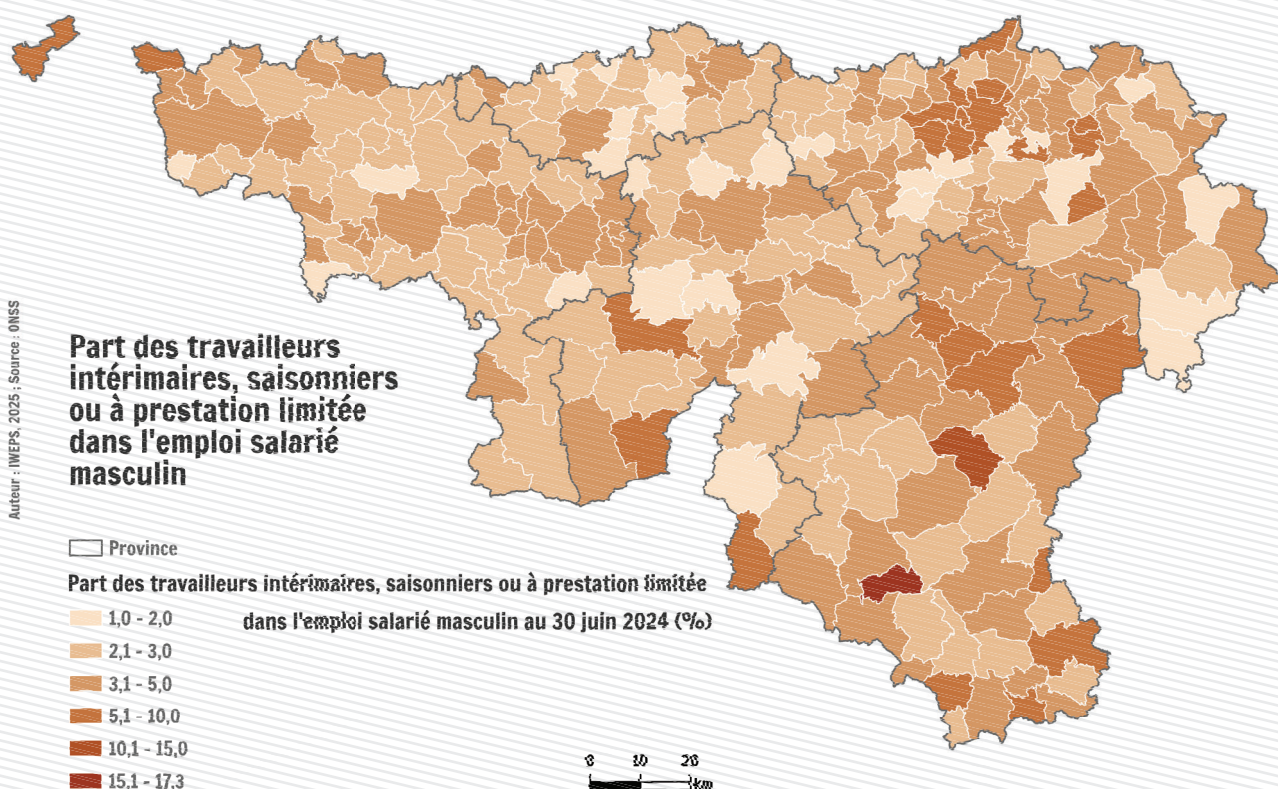 Part des travailleurs
intérimaires, saisonniers
ou à prestation limitée
dans l'emploi salarié
masculin
Auteur : IWEPS, 2025 ; Source : ONSS
Province
Part des travailleurs intérimaires, saisonniers ou à prestation limitée
dans l'emploi salarié masculin au 30 juin 2024 (%)
1,0 - 2,0
2,1 - 3,0
3,1 - 5,0
5,1 - 10,0
10,1 - 15,0
15,1 - 17,3
0 10 20
km